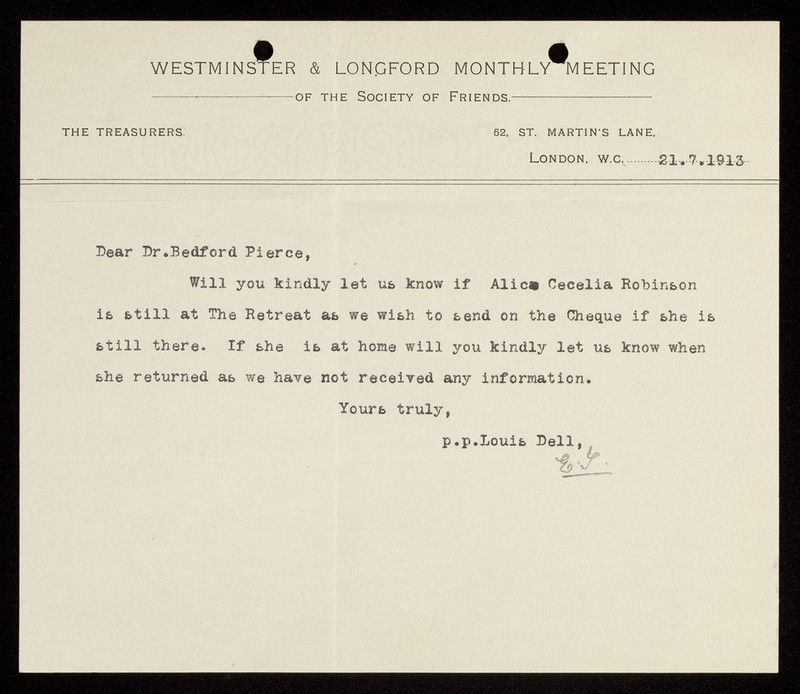 WESTMINSTER & LONGFORD MONTHLY MEETING
OF THE SOCIETY OF FRIENDS.
THE TREASURERS.
52, ST. MARTIN'S LANE,
LONDON, W.C. 21.7.1913
Dear Dr.Bedford Pierce,
Will you kindly let us know if Alice Cecelia Robinson
is still at The Retreat as we wish to send on the Cheque if she is
still there. If she is at home will you kindly let us know when
she returned as we have not received any information.
Yours truly,
p.p.Louis Dell,